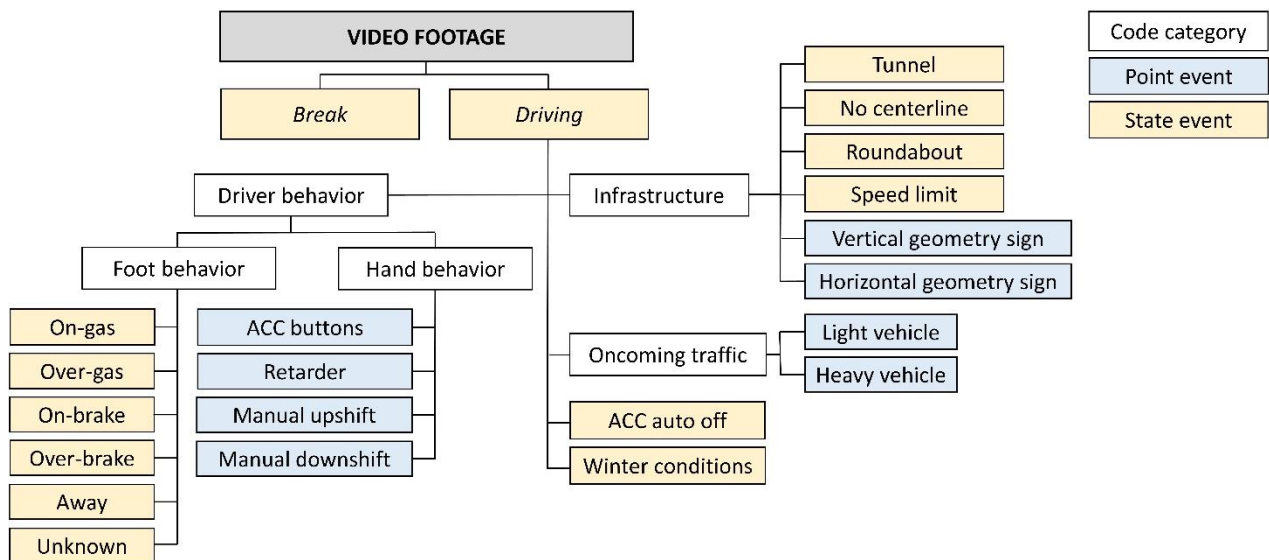 VIDEO FOOTAGE
Break
Driving
Driver behavior
Foot behavior
Hand behavior
On-gas
Over-gas
On-brake
Over-brake
Away
Unknown
ACC buttons
Retarder
Manual upshift
Manual downshift
Infrastructure
Tunnel
No centerline
Roundabout
Speed limit
Vertical geometry sign
Horizontal geometry sign
Oncoming traffic
Light vehicle
Heavy vehicle
ACC auto off
Winter conditions
Code category
Point event
State event